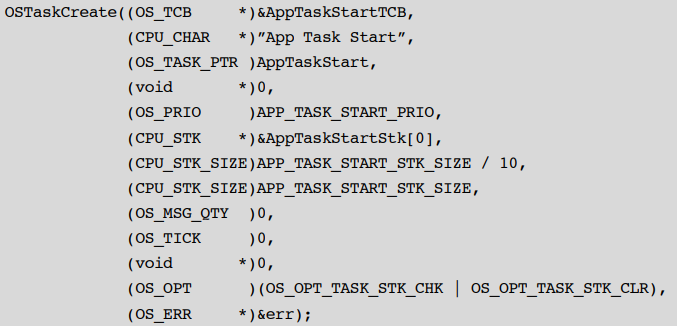 OSTaskCreate((OS_TCB      *)&AppTaskStartTCB,
             (CPU_CHAR    *)”App Task Start”,
             (OS_TASK_PTR )AppTaskStart,
             (void        *)0,
             (OS_PRIO      )APP_TASK_START_PRIO,
             (CPU_STK     *)&AppTaskStartStk[0],
             (CPU_STK_SIZE)APP_TASK_START_STK_SIZE / 10,
             (CPU_STK_SIZE)APP_TASK_START_STK_SIZE,
             (OS_MSG_QTY  )0,
             (OS_TICK     )0,
             (void        *)0,
             (OS_OPT       )(OS_OPT_TASK_STK_CHK | OS_OPT_TASK_STK_CLR),
             (OS_ERR      *)&err);